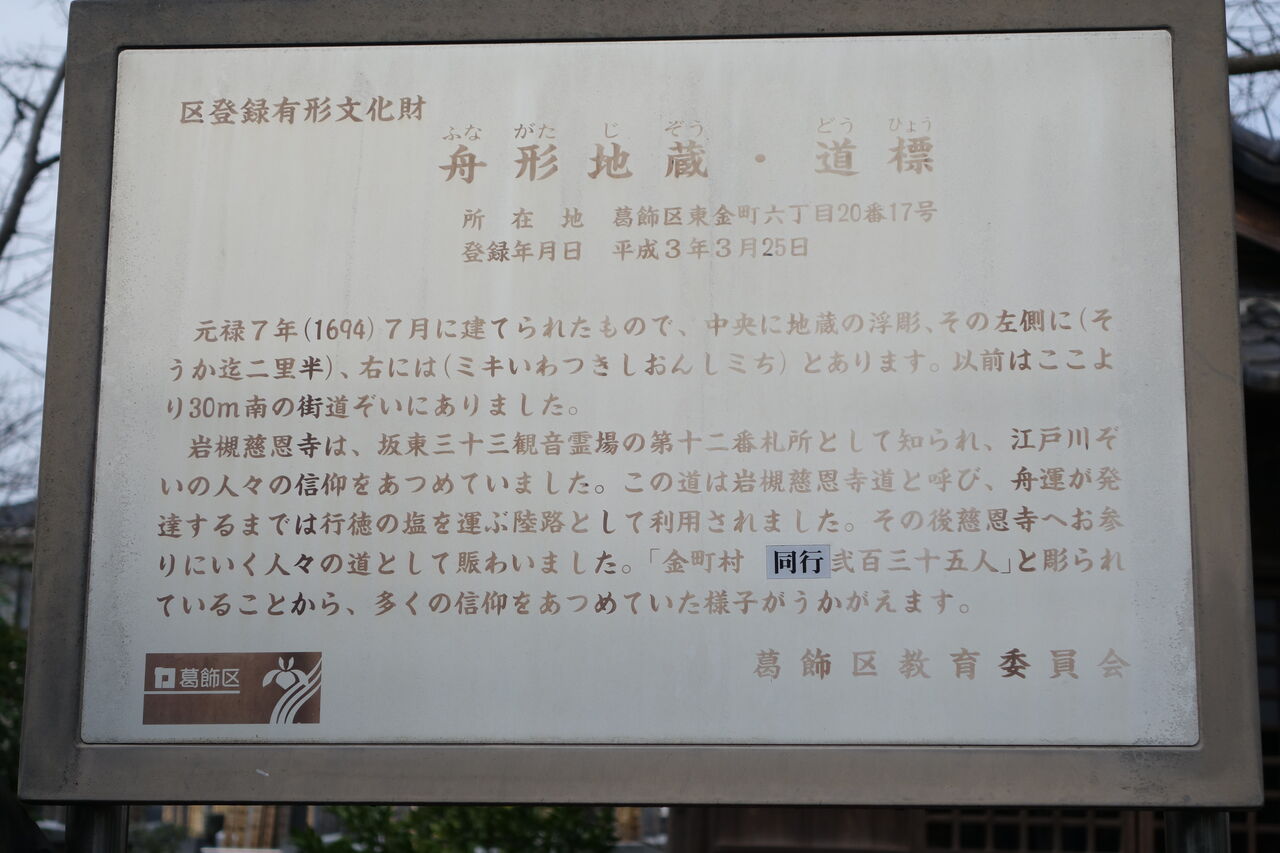 区登録有形文化財
ふな がた じ ぞう どう ひょう
舟形地蔵・道標
所在地 葛飾区東金町六丁目20番17号
登録年月日 平成3年3月25日
元禄7年(1694)7月に建てられたもので、中央に地蔵の浮彫、その左側に(そ
うか迄二里半)、右には(ミキいわつきしおんしミち)とあります。以前はここよ
り30m南の街道ぞいにありました。
岩槻慈恩寺は、坂東三十三観音霊場の第十二番札所として知られ、江戸川ぞ
いの人々の信仰をあつめていました。この道は岩槻慈恩寺道と呼び、舟運が発
達するまでは行徳の塩を運ぶ陸路として利用されました。その後慈恩寺へお参
りにいく人々の道として賑わいました。「金町村 同行弐百三十五人」と彫られ
ていることから、多くの信仰をあつめていた様子がうかがえます。
葛飾区教育委員会
葛飾区